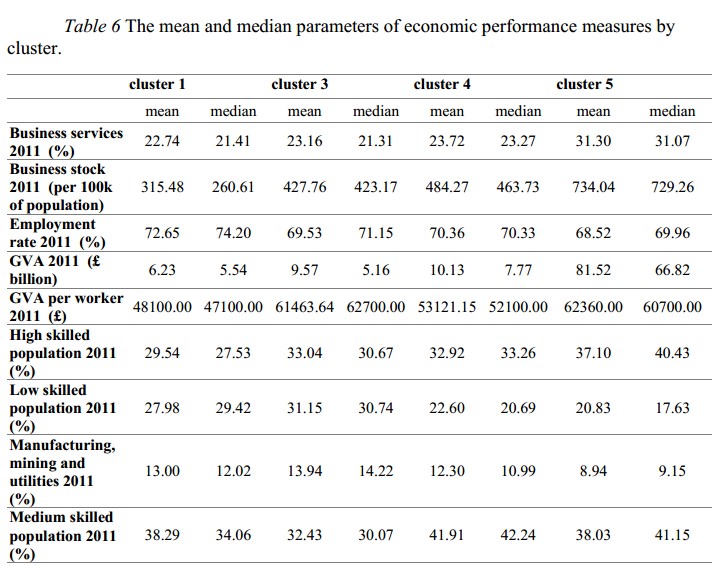 Table 6 The mean and median parameters of economic performance measures by
cluster.
cluster 1 cluster 3 cluster 4 cluster 5
mean median mean median mean median mean median
Business services
2011 (%) 22.74 21.41 23.16 21.31 23.72 23.27 31.30 31.07
Business stock
2011 (per 100k 315.48 260.61 427.76 423.17 484.27 463.73 734.04 729.26
of population)
Employment
rate 2011 (%) 72.65 74.20 69.53 71.15 70.36 70.33 68.52 69.96
GVA 2011 (£
billion) 6.23 5.54 9.57 5.16 10.13 7.77 81.52 66.82
GVA per worker
2011 (£) 48100.00 47100.00 61463.64 62700.00 53121.15 52100.00 62360.00 60700.00
High skilled
population 2011 29.54 27.53 33.04 30.67 32.92 33.26 37.10 40.43
(%)
Low skilled
population 2011 27.98 29.42 31.15 30.74 22.60 20.69 20.83 17.63
(%)
Manufacturing,
mining and
utilities 2011 13.00 12.02 13.94 14.22 12.30 10.99 8.94 9.15
(%)
Medium skilled
population 2011 38.29 34.06 32.43 30.07 41.91 42.24 38.03 41.15
(%)